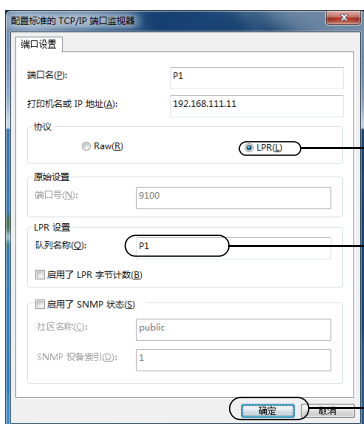 配置标准的 TCP/IP 端口监视器
端口设置
端口名(P): P1
打印机名或 IP 地址(A): 192.168.111.11
协议
Raw(R) LPR(L)
原始设置
端口号(N): 9100
LPR 设置
队列名称(Q): P1
启用了 LPR 字节计数(B)
启用了 SNMP 状态(S)
社区名称(C): public
SNMP 设备索引(D): 1
确定 取消